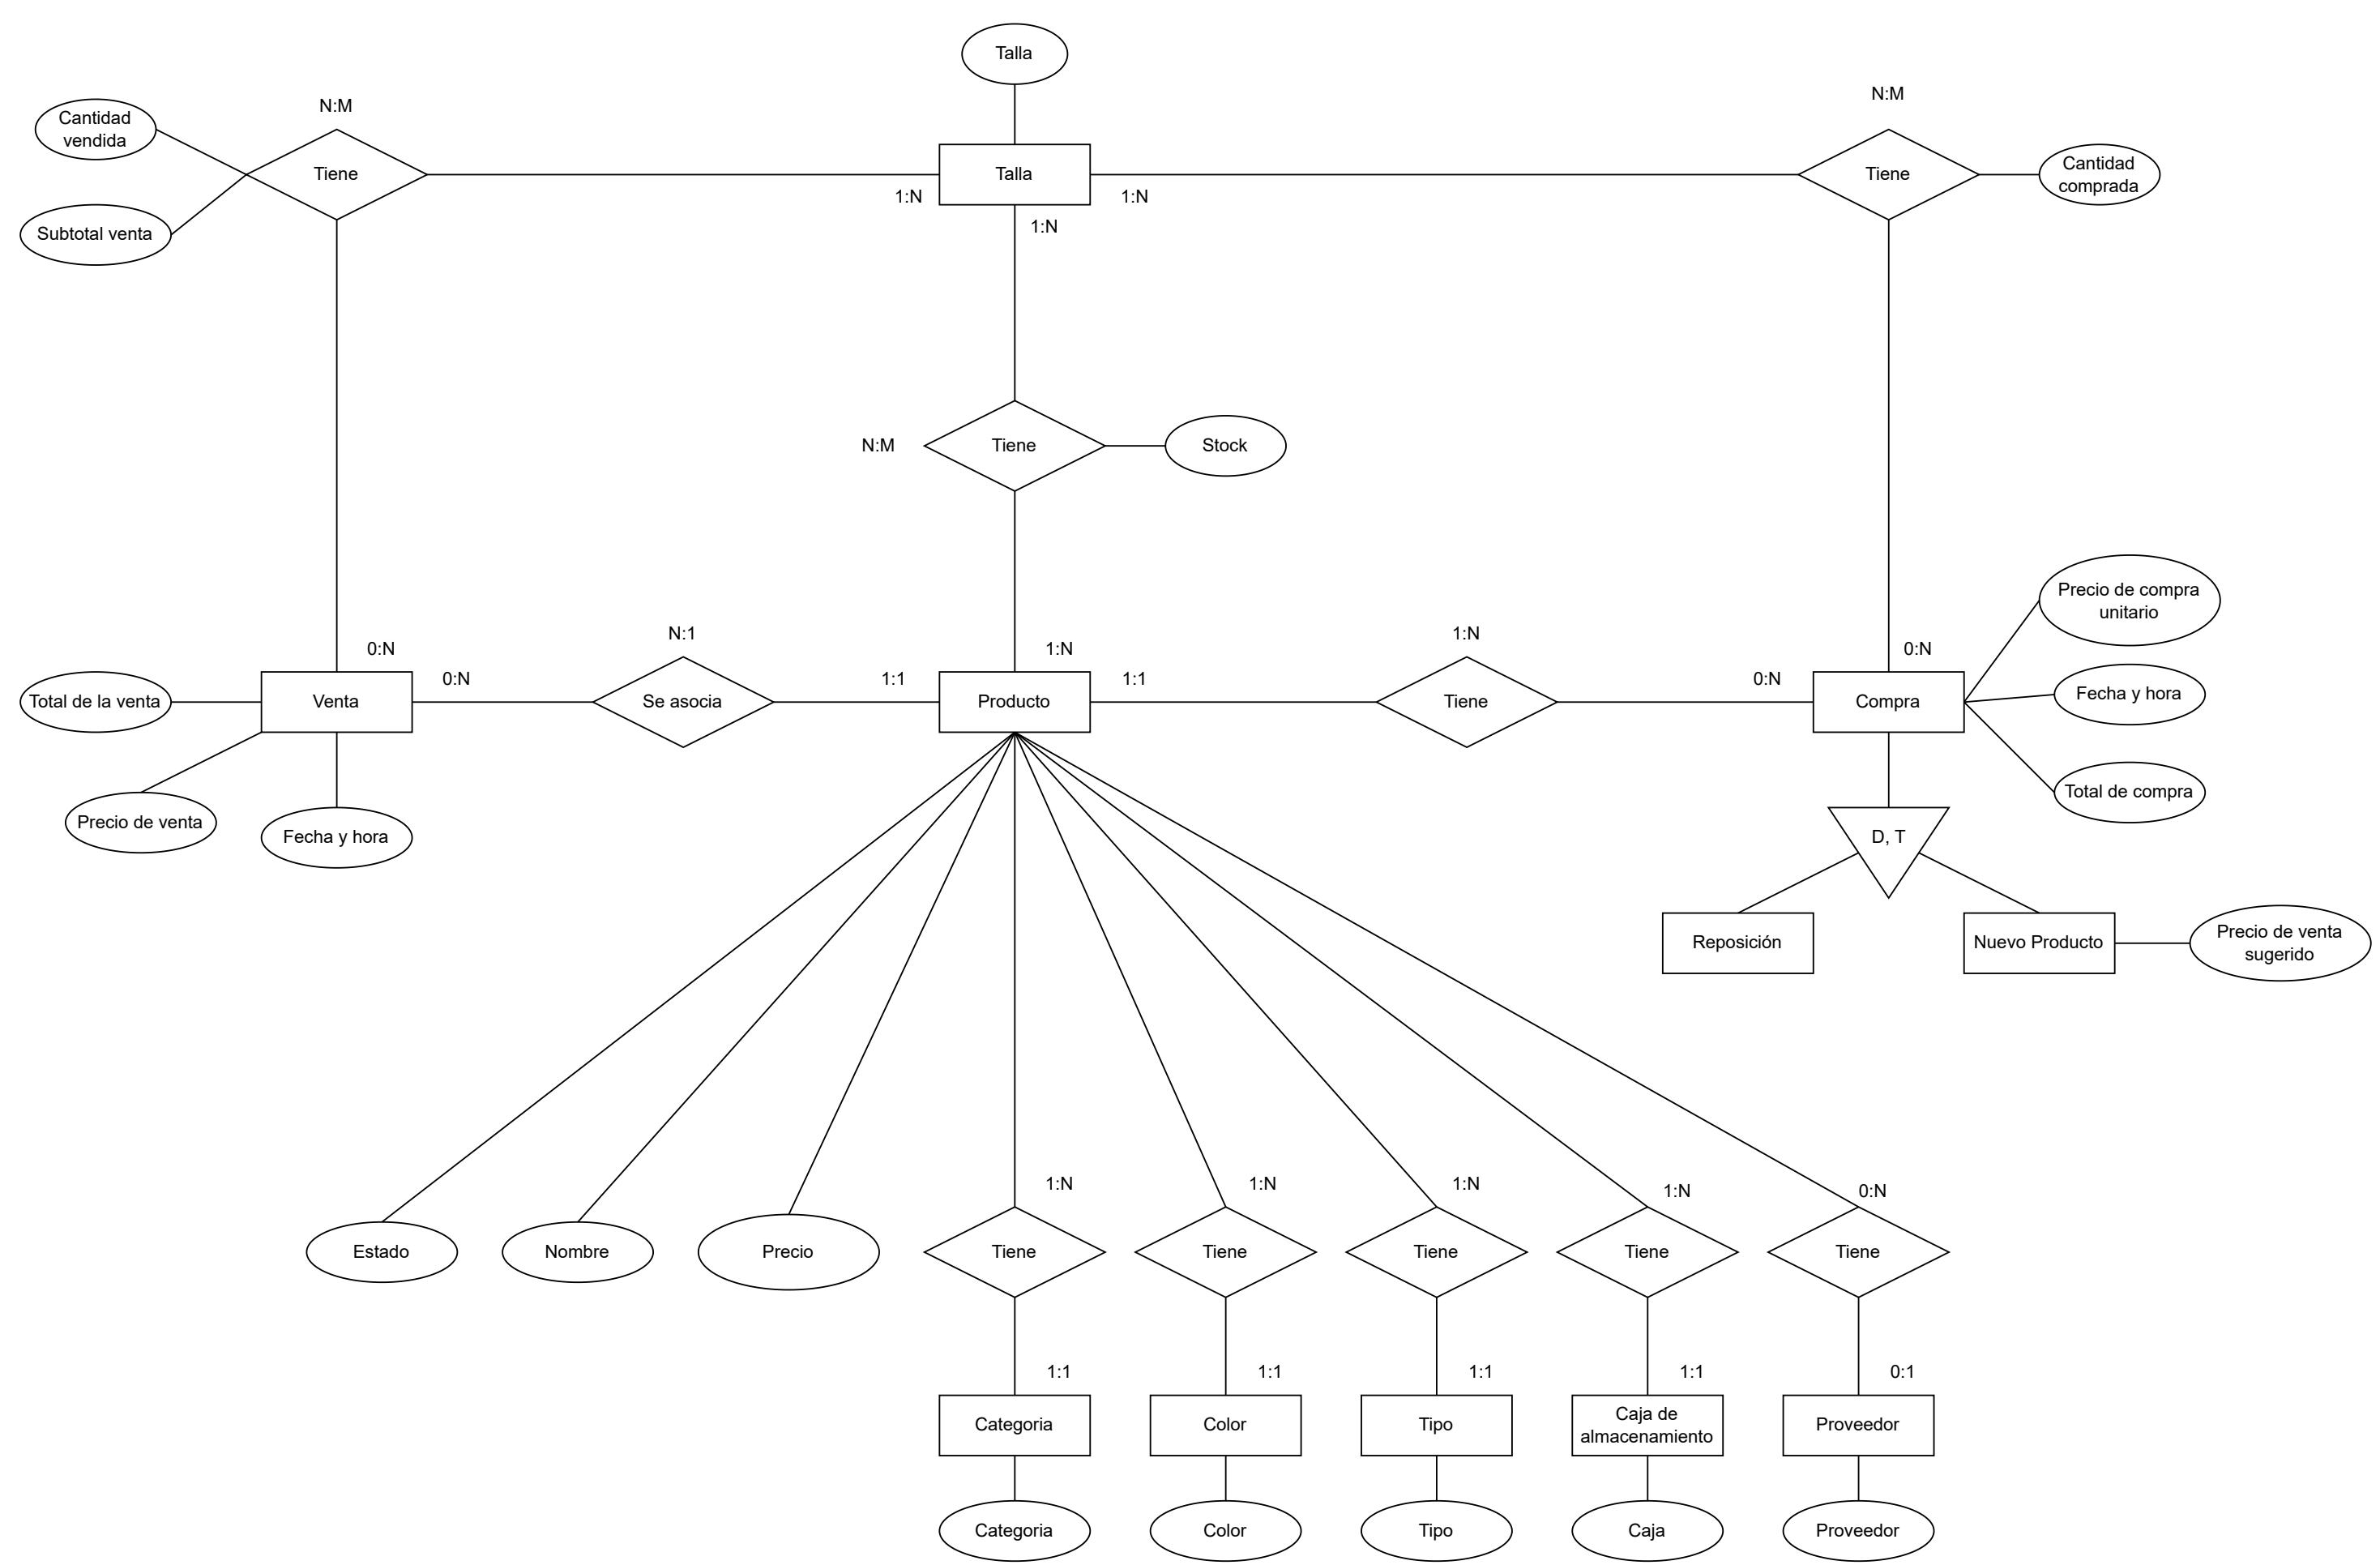 Talla
N:M
N:M
Cantidad
vendida
Tiene
Talla
Tiene
Cantidad
comprada
1:N
1:N
1:N
Subtotal venta
N:M
Tiene
Stock
Precio de compra
unitario
N:1
1:N
0:N
1:N
0:N
0:N
1:1
1:1
0:N
Total de la venta
Venta
Se asocia
Producto
Tiene
Compra
Fecha y hora
Total de compra
Precio de venta
Fecha y hora
D, T
Reposición
Nuevo Producto
Precio de venta
sugerido
1:N
1:N
1:N
1:N
0:N
Estado
Nombre
Precio
Tiene
Tiene
Tiene
Tiene
Tiene
1:1
1:1
1:1
1:1
0:1
Categoria
Color
Tipo
Caja de
almacenamiento
Proveedor
Categoria
Color
Tipo
Caja
Proveedor